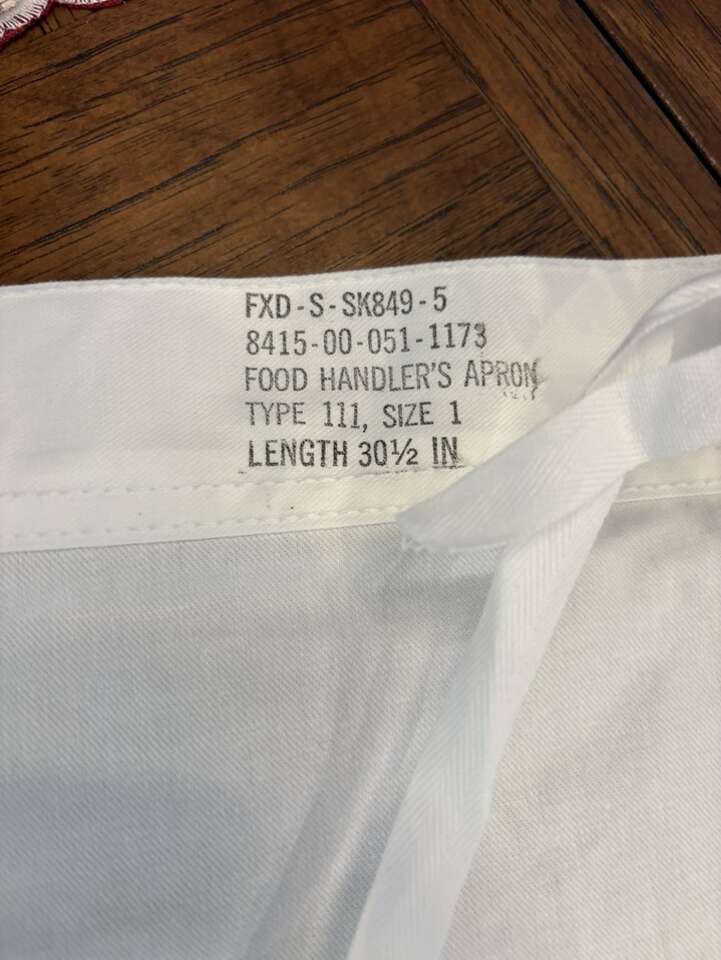 FXD-S-SK849-5
8415-00-051-1173
FOOD HANDLER'S APRON
TYPE 111, SIZE 1
LENGTH 30½ IN